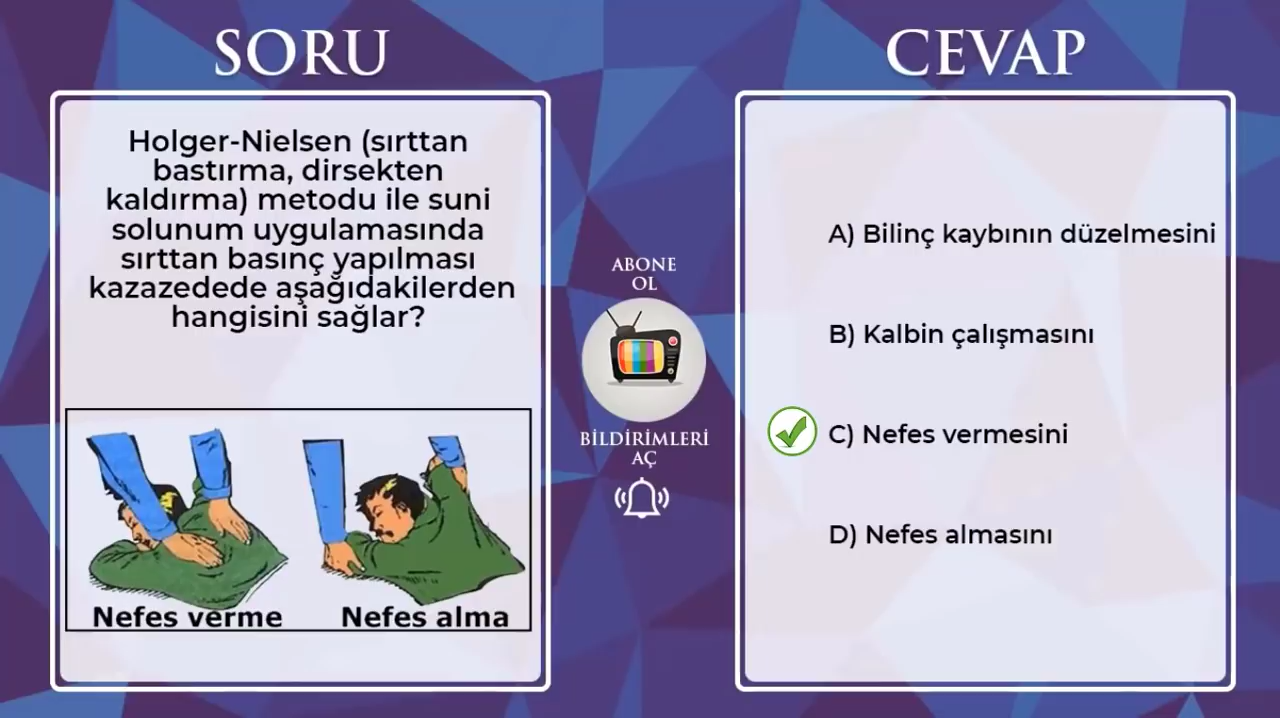 SORU
Holger-Nielsen (sırttan
bastırma, dirsekten
kaldırma) metodu ile suni
solunum uygulamasında
sırttan basınç yapılması
kazazedede aşağıdakilerden
hangisini sağlar?
Nefes verme
Nefes alma
ABONE
OL
BİLDİRİMLERİ
AÇ
CEVAP
A) Bilinç kaybının düzelmesini
B) Kalbin çalışmasını
C) Nefes vermesini
D) Nefes almasını